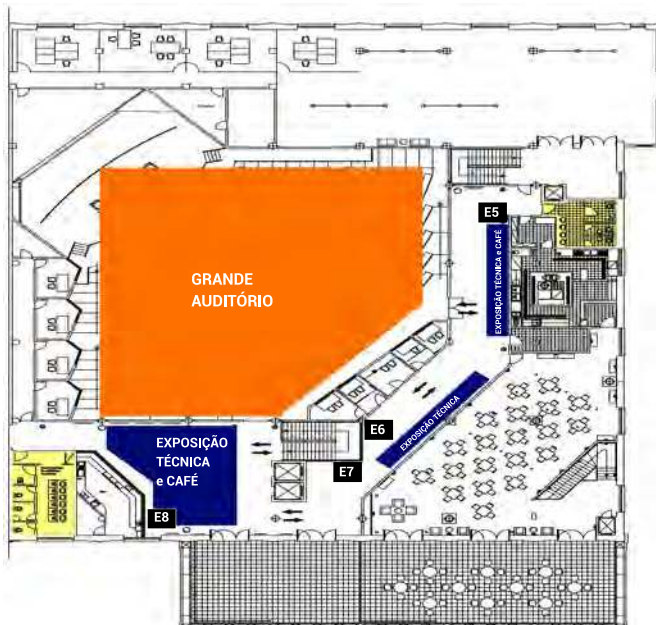 E5
EXPOSIÇÃO TÉCNICA e CAFÉ
GRANDE
AUDITÓRIO
EXPOSIÇÃO TÉCNICA
E6
E7
EXPOSIÇÃO
TÉCNICA
e CAFÉ
E8